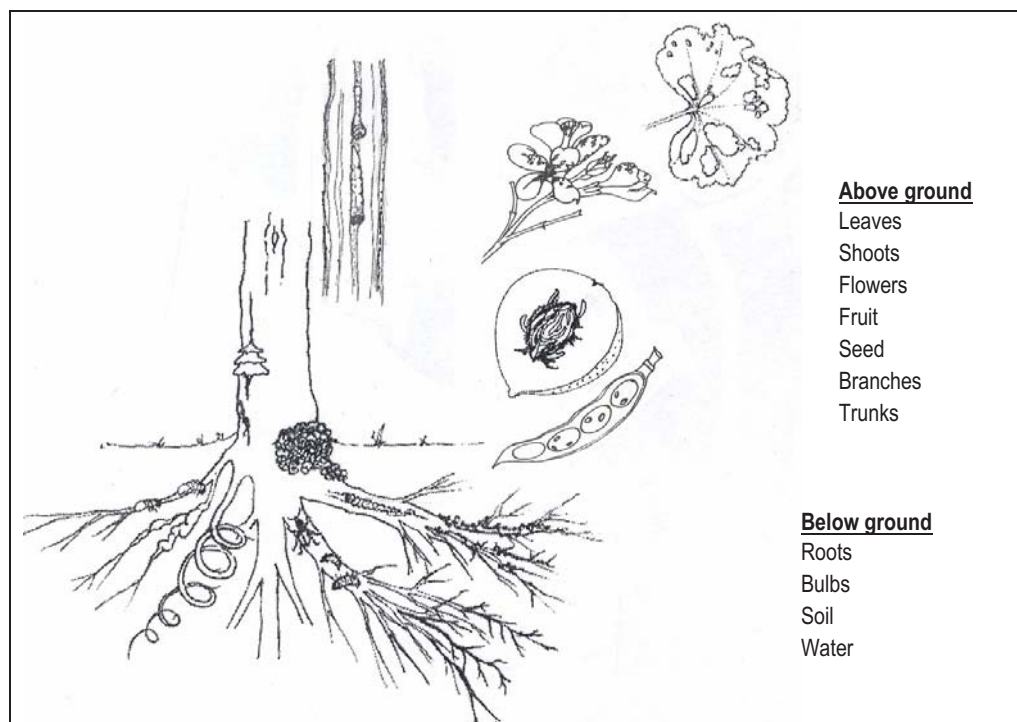 Above ground
Leaves
Shoots
Flowers
Fruit
Seed
Branches
Trunks
Below ground
Roots
Bulbs
Soil
Water